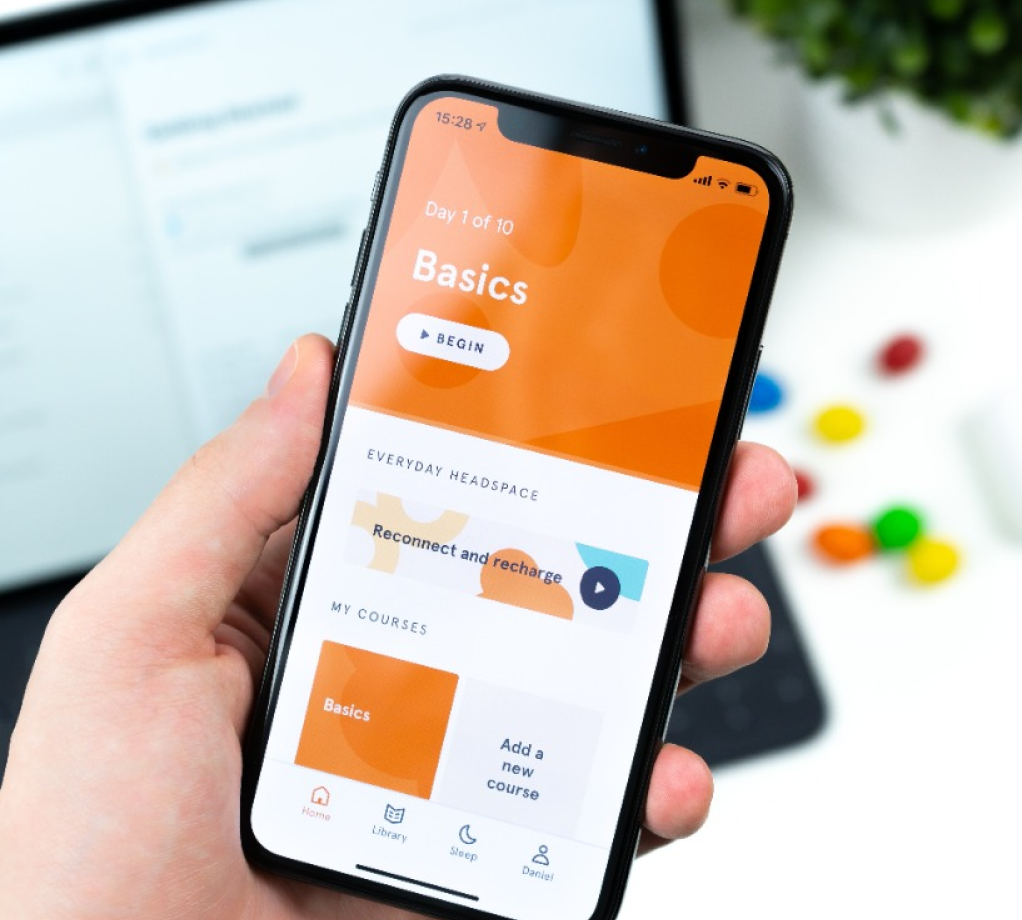 15:28
Day 1 of 10
Basics
BEGIN
EVERYDAY HEADSPACE
Reconnect and recharge
MY COURSES
Basics
Add a
new
course
Home
Library
Sleep
Daniel